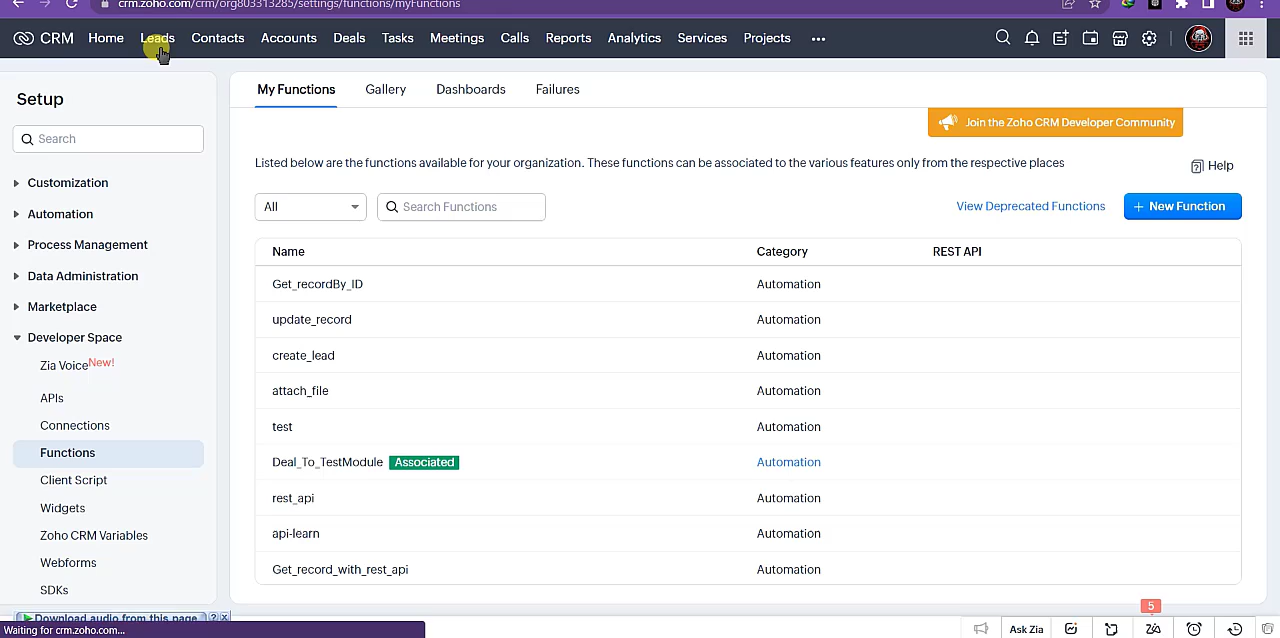 crm.zoho.com/crm/org803313285/settings/functions/myFunctions
CRM Home Leads Contacts Accounts Deals Tasks Meetings Calls Reports Analytics Services Projects •••
Setup
Search
Customization
Automation
Process Management
Data Administration
Marketplace
Developer Space
Zia Voice New!
APIs
Connections
Functions
Client Script
Widgets
Zoho CRM Variables
Webforms
SDKs
My Functions Gallery Dashboards Failures
Join the Zoho CRM Developer Community
Listed below are the functions available for your organization. These functions can be associated to the various features only from the respective places
Help
All Search Functions View Deprecated Functions + New Function
Name Category REST API
Get_recordBy_ID Automation
update_record Automation
create_lead Automation
attach_file Automation
test Automation
Deal_To_TestModule Associated Automation
rest_api Automation
api-learn Automation
Get_record_with_rest_api Automation
Download audio from this page ? x
5
Waiting for crm.zoho.com...
Ask Zia